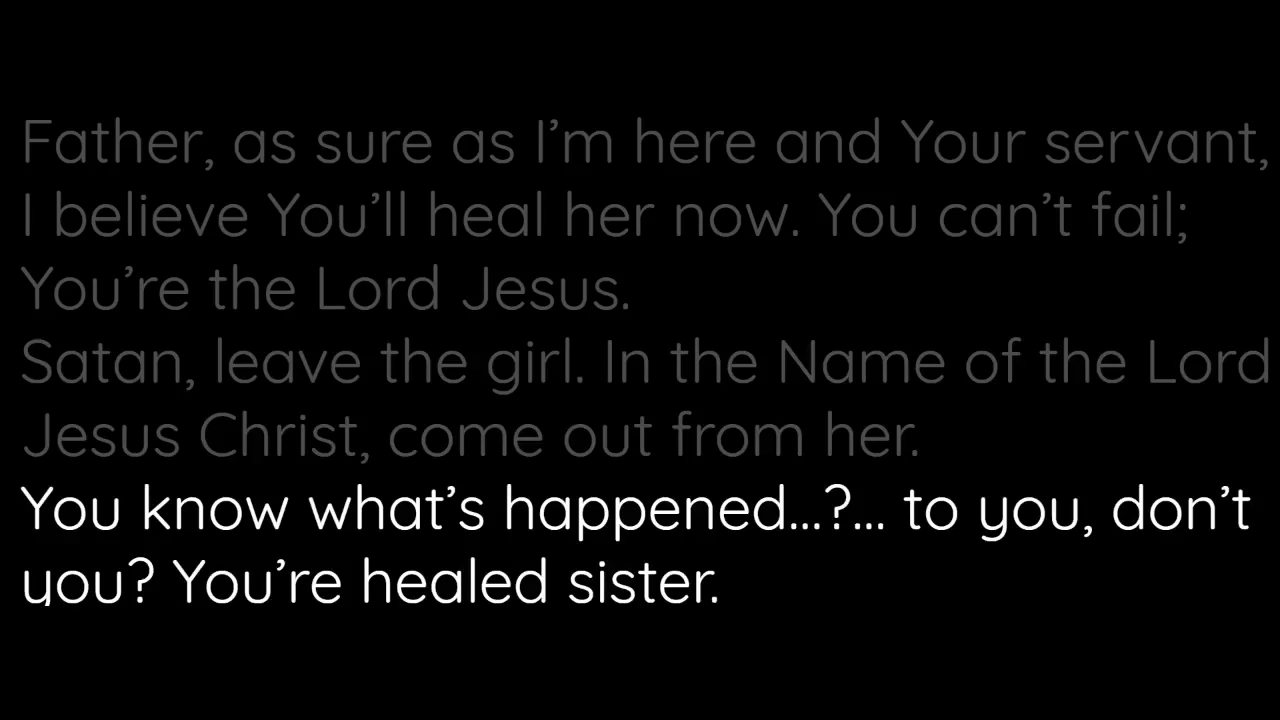 Father, as sure as I’m here and Your servant,
I believe You’ll heal her now. You can’t fail;
You’re the Lord Jesus.
Satan, leave the girl. In the Name of the Lord
Jesus Christ, come out from her.
You know what’s happened...?... to you, don’t
you? You’re healed sister.